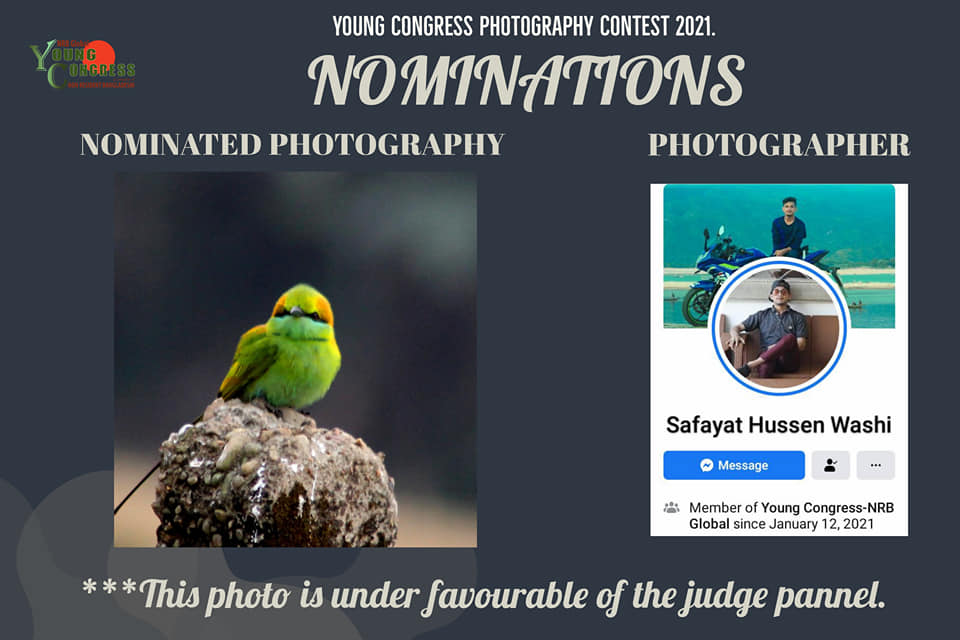 YOUNG CONGRESS PHOTOGRAPHY CONTEST 2021.
YOUNG
CONGRESS
NOMINATIONS
NOMINATED PHOTOGRAPHY
PHOTOGRAPHER
Safayat Hussen Washi
Message
Member of Young Congress-NRB
Global since January 12, 2021
***This photo is under favourable of the judge pannel.